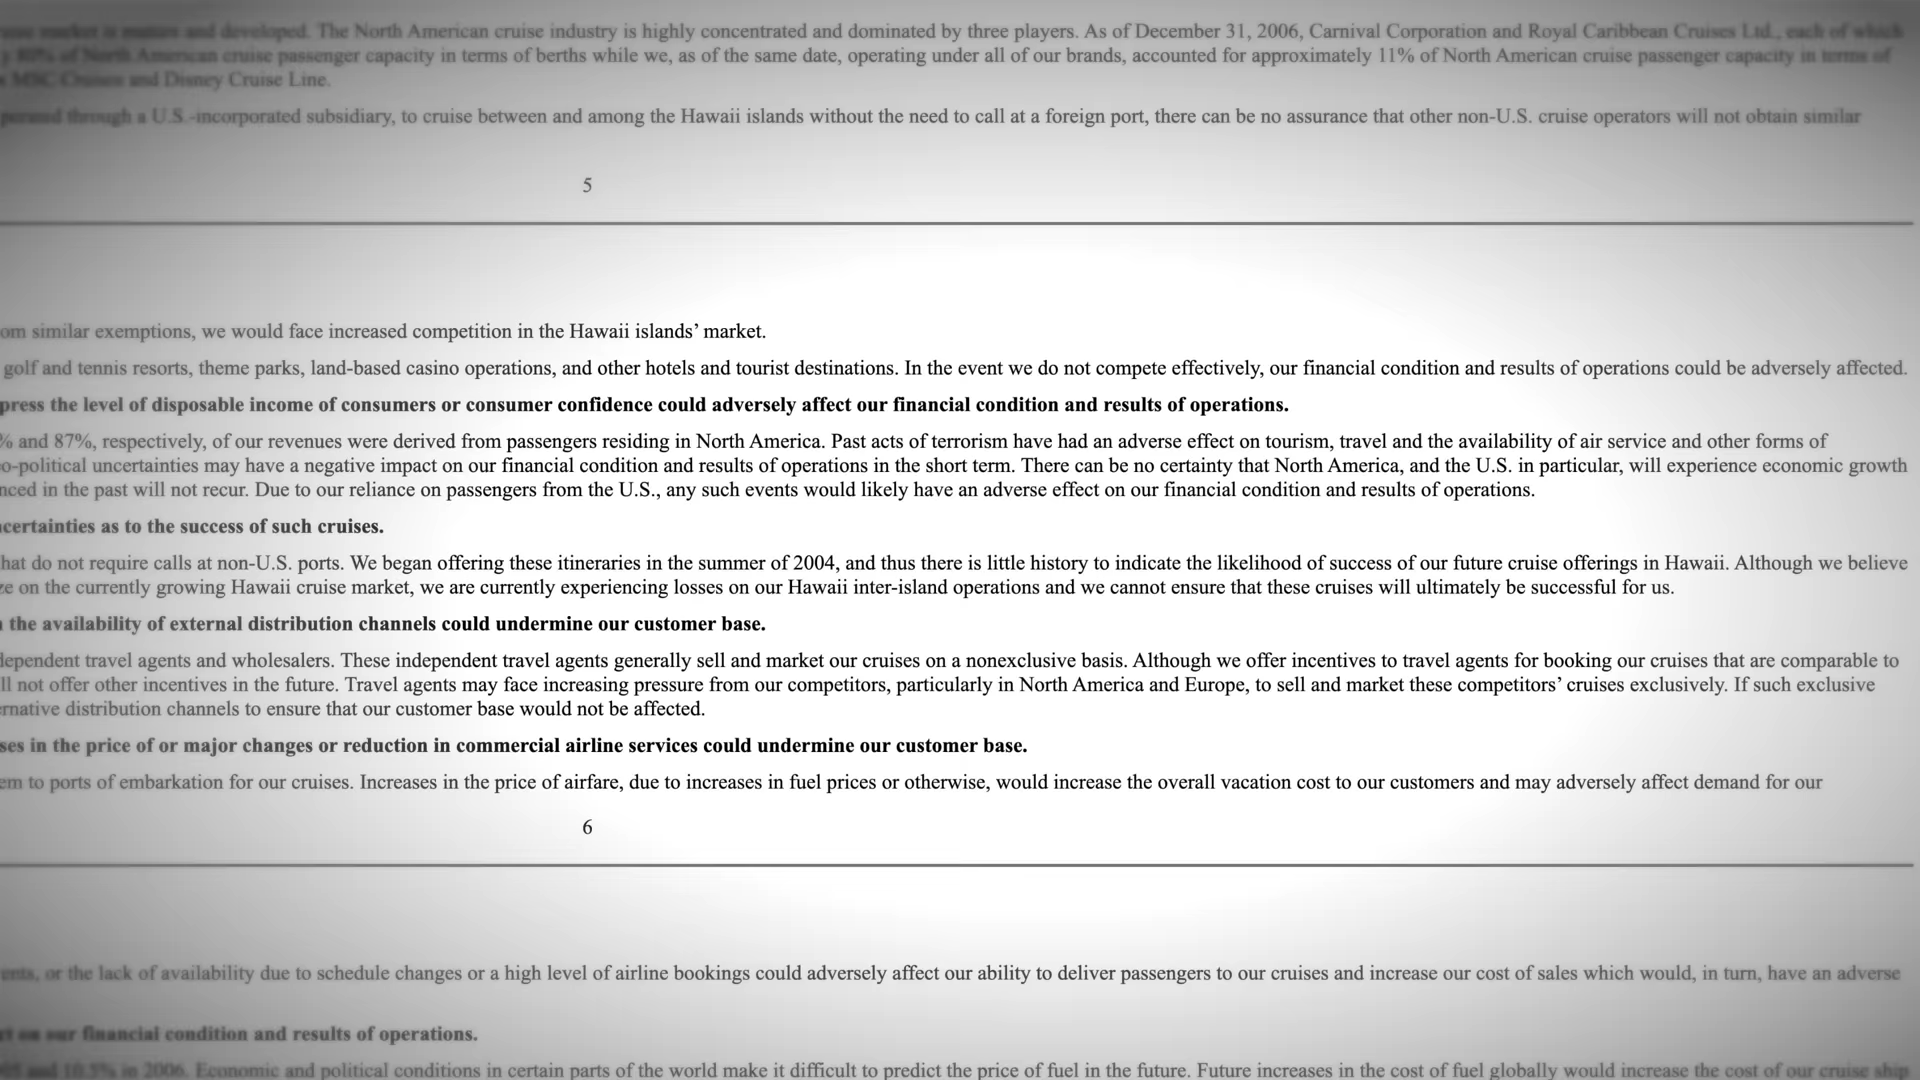 market is mature and developed. The North American cruise industry is highly concentrated and dominated by three players. As of December 31, 2006, Carnival Corporation and Royal Caribbean Cruises Ltd., each of which
80% of North American cruise passenger capacity in terms of berths while we, as of the same date, operating under all of our brands, accounted for approximately 11% of North American cruise passenger capacity in terms of
MSC Cruises and Disney Cruise Line.
through a U.S.-incorporated subsidiary, to cruise between and among the Hawaii islands without the need to call at a foreign port, there can be no assurance that other non-U.S. cruise operators will not obtain similar
5
om similar exemptions, we would face increased competition in the Hawaii islands’ market.
golf and tennis resorts, theme parks, land-based casino operations, and other hotels and tourist destinations. In the event we do not compete effectively, our financial condition and results of operations could be adversely affected.
press the level of disposable income of consumers or consumer confidence could adversely affect our financial condition and results of operations.
% and 87%, respectively, of our revenues were derived from passengers residing in North America. Past acts of terrorism have had an adverse effect on tourism, travel and the availability of air service and other forms of
o-political uncertainties may have a negative impact on our financial condition and results of operations in the short term. There can be no certainty that North America, and the U.S. in particular, will experience economic growth
nced in the past will not recur. Due to our reliance on passengers from the U.S., any such events would likely have an adverse effect on our financial condition and results of operations.
certainties as to the success of such cruises.
hat do not require calls at non-U.S. ports. We began offering these itineraries in the summer of 2004, and thus there is little history to indicate the likelihood of success of our future cruise offerings in Hawaii. Although we believe
ze on the currently growing Hawaii cruise market, we are currently experiencing losses on our Hawaii inter-island operations and we cannot ensure that these cruises will ultimately be successful for us.
the availability of external distribution channels could undermine our customer base.
dependent travel agents and wholesalers. These independent travel agents generally sell and market our cruises on a nonexclusive basis. Although we offer incentives to travel agents for booking our cruises that are comparable to
ll not offer other incentives in the future. Travel agents may face increasing pressure from our competitors, particularly in North America and Europe, to sell and market these competitors’ cruises exclusively. If such exclusive
ernative distribution channels to ensure that our customer base would not be affected.
ses in the price of or major changes or reduction in commercial airline services could undermine our customer base.
em to ports of embarkation for our cruises. Increases in the price of airfare, due to increases in fuel prices or otherwise, would increase the overall vacation cost to our customers and may adversely affect demand for our
6
ents, or the lack of availability due to schedule changes or a high level of airline bookings could adversely affect our ability to deliver passengers to our cruises and increase our cost of sales which would, in turn, have an adverse
on our financial condition and results of operations.
and 10.5% in 2006. Economic and political conditions in certain parts of the world make it difficult to predict the price of fuel in the future. Future increases in the cost of fuel globally would increase the cost of our cruise ship